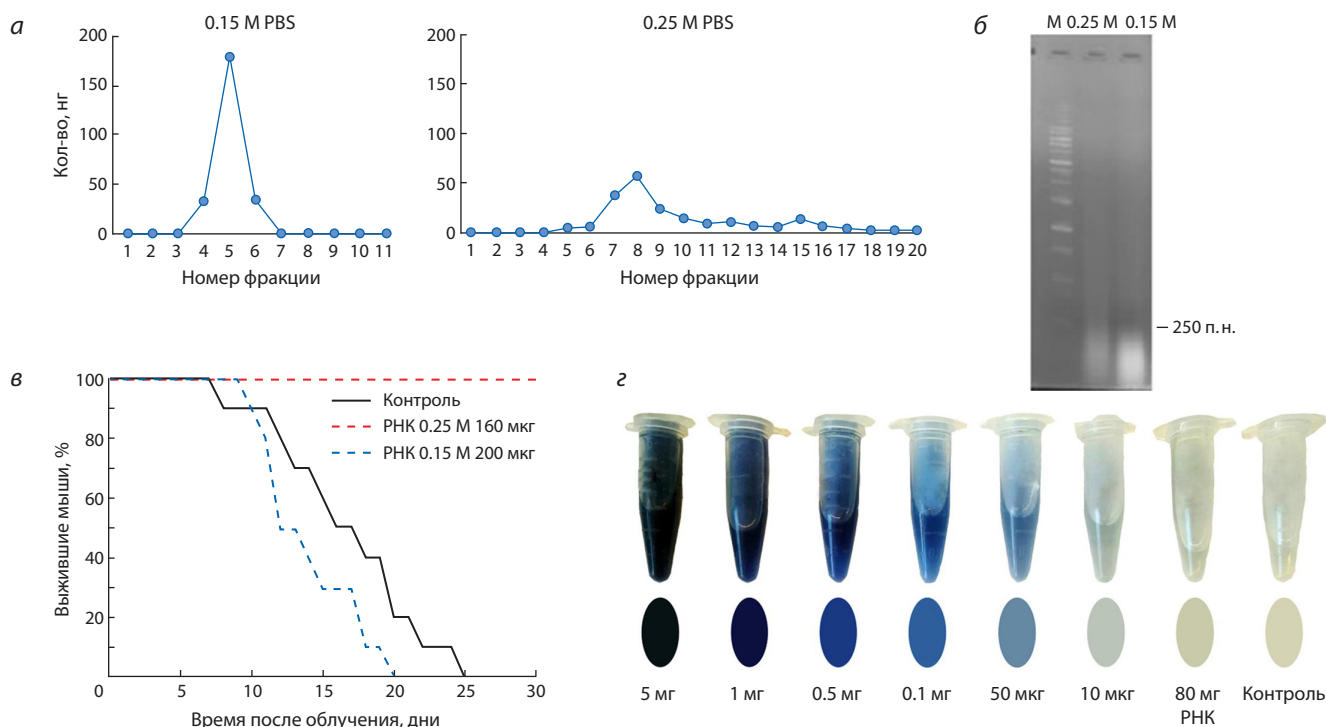 а
0.15 M PBS
0.25 M PBS
Кол-во, нг
200
150
100
50
0
1 2 3 4 5 6 7 8 9 10 11
Номер фракции
200
150
100
50
0
1 2 3 4 5 6 7 8 9 10 11 12 13 14 15 16 17 18 19 20
Номер фракции
б
М 0.25 М 0.15 М
250 п. н.
в
Выжившие мыши, %
100
80
60
40
20
0 5 10 15 20 25 30
Время после облучения, дни
Контроль
РНК 0.25 М 160 мкг
РНК 0.15 М 200 мкг
г
5 мг 1 мг 0.5 мг 0.1 мг 50 мкг 10 мкг 80 мг Контроль
РНК